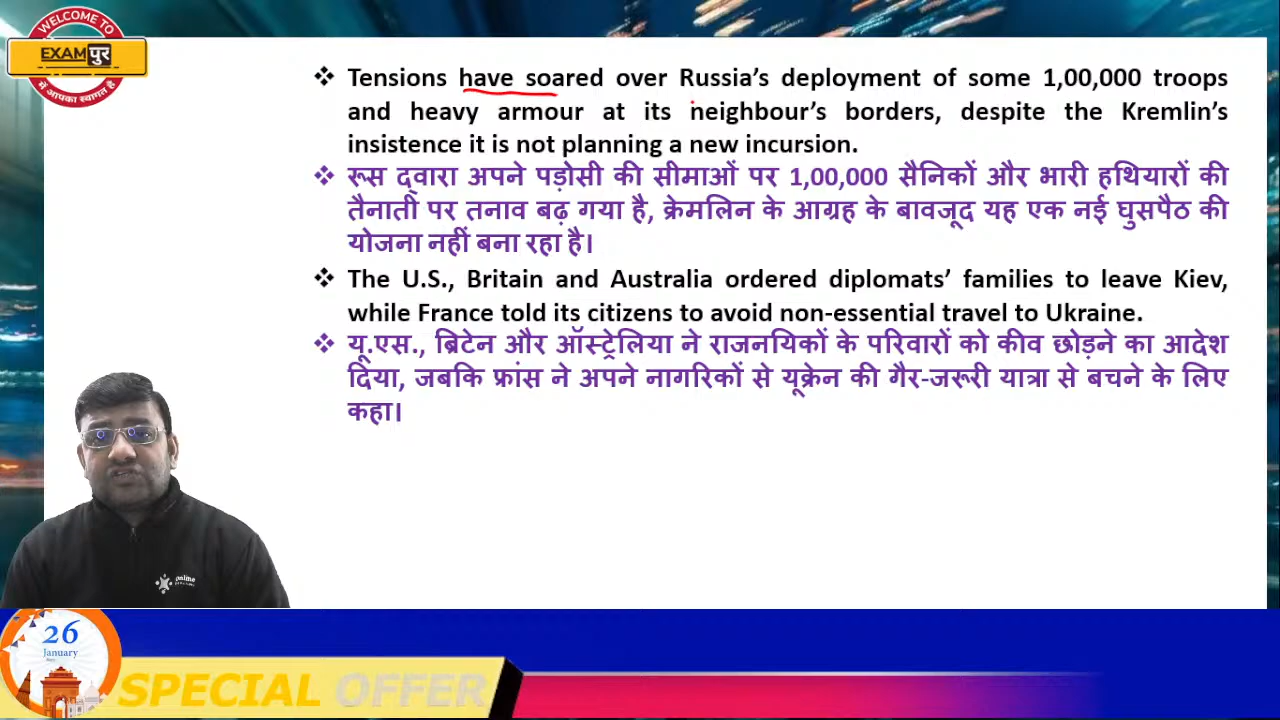 WELCOME TO
EXAMपुर
में आपका स्वागत है
❖ Tensions have soared over Russia’s deployment of some 1,00,000 troops
and heavy armour at its neighbour’s borders, despite the Kremlin’s
insistence it is not planning a new incursion.
❖ रूस द्वारा अपने पड़ोसी की सीमाओं पर 1,00,000 सैनिकों और भारी हथियारों की
तैनाती पर तनाव बढ़ गया है, क्रेमलिन के आग्रह के बावजूद यह एक नई घुसपैठ की
योजना नहीं बना रहा है।
❖ The U.S., Britain and Australia ordered diplomats’ families to leave Kiev,
while France told its citizens to avoid non-essential travel to Ukraine.
❖ यू.एस., ब्रिटेन और ऑस्ट्रेलिया ने राजनयिकों के परिवारों को कीव छोड़ने का आदेश
दिया, जबकि फ्रांस ने अपने नागरिकों से यूक्रेन की गैर-जरूरी यात्रा से बचने के लिए
कहा।
26
January
SPECIAL OFFER